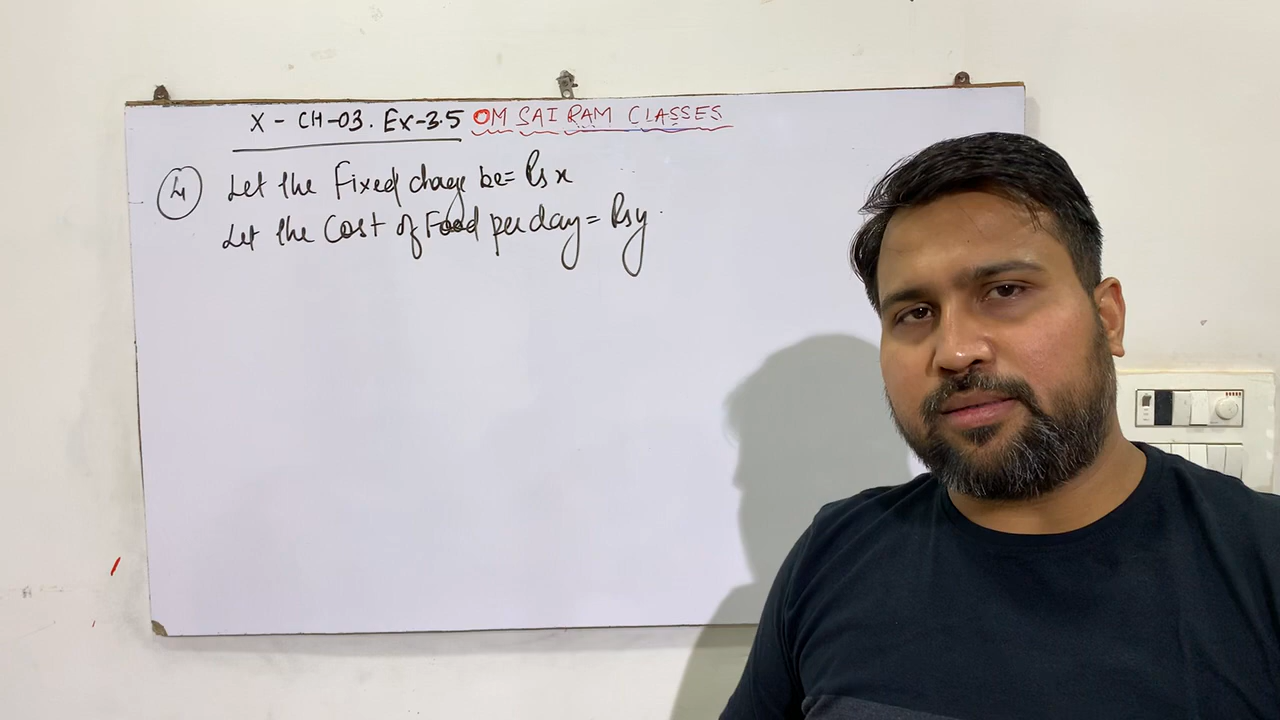 X - CH-03. Ex-3.5 OM SAI RAM CLASSES
4 Let the Fixed charge be = Rs x
Let the Cost of Food per day = Rs y.